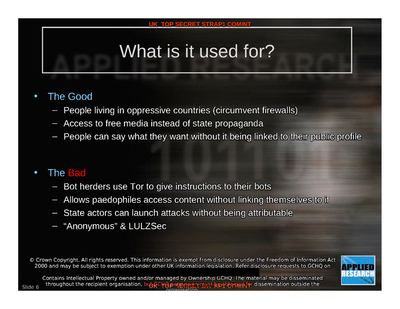 UK TOP SECRET STRAP1 COMINT
What is it used for?
• The Good
– People living in oppressive countries (circumvent firewalls)
– Access to free media instead of state propaganda
– People can say what they want without it being linked to their public profile
• The Bad
– Bot herders use Tor to give instructions to their bots
– Allows paedophiles access content without linking themselves to it
– State actors can launch attacks without being attributable
– "Anonymous" & LULZSec
© Crown Copyright. All rights reserved. This information is exempt from disclosure under the Freedom of Information Act
2000 and may be subject to exemption under other UK information legislation. Refer disclosure requests to GCHQ on
Contains Intellectual Property owned and/or managed by Ownership GCHQ. The material may be disseminated
throughout the recipient organisation, dissemination outside the
UK TOP SECRET STRAP1 COMINT
APPLIED
RESEARCH
Slide 6